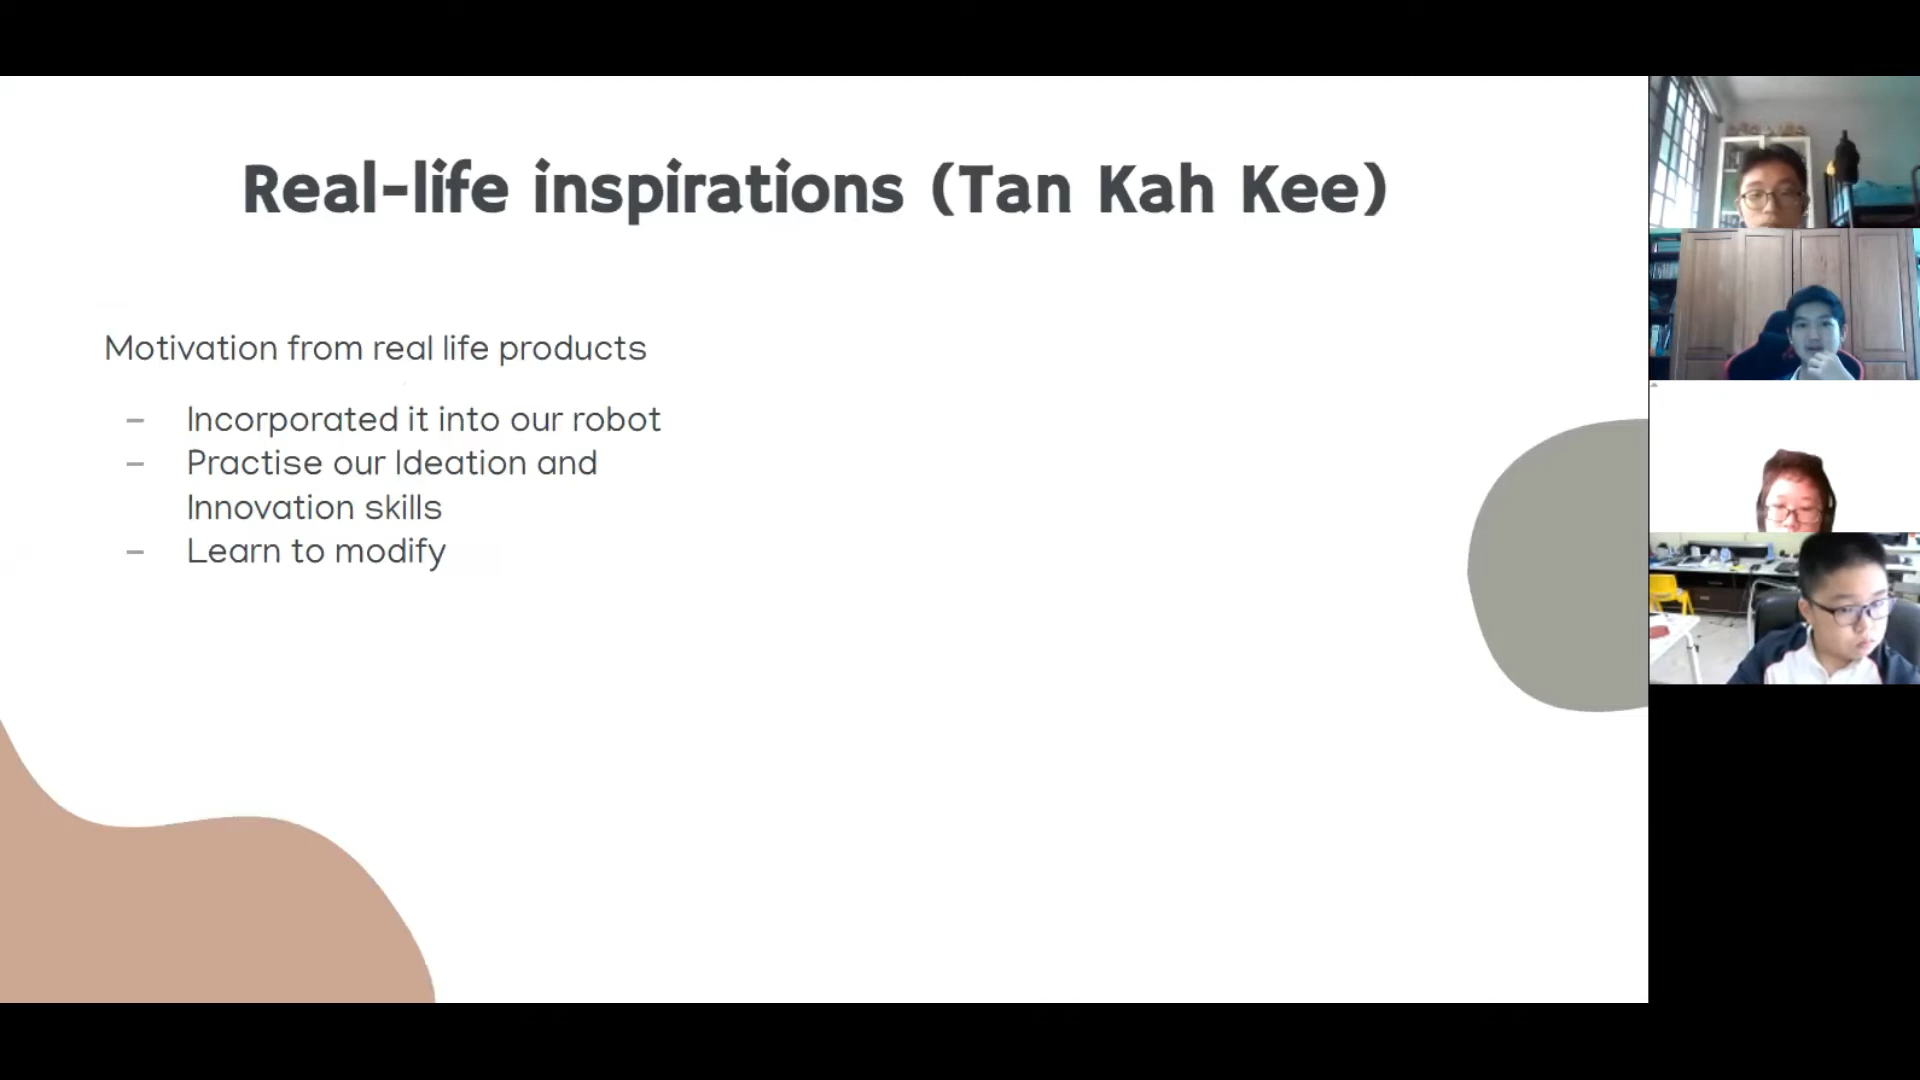 Real-life inspirations (Tan Kah Kee)
Motivation from real life products
– Incorporated it into our robot
– Practise our Ideation and
Innovation skills
– Learn to modify